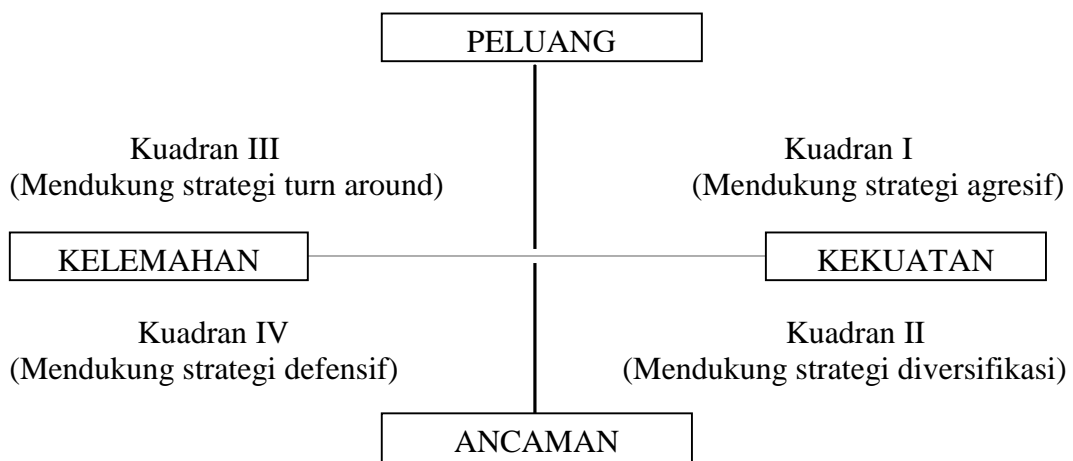 PELUANG
Kuadran III
(Mendukung strategi turn around)
Kuadran I
(Mendukung strategi agresif)
KELEMAHAN
KEKUATAN
Kuadran IV
(Mendukung strategi defensif)
Kuadran II
(Mendukung strategi diversifikasi)
ANCAMAN